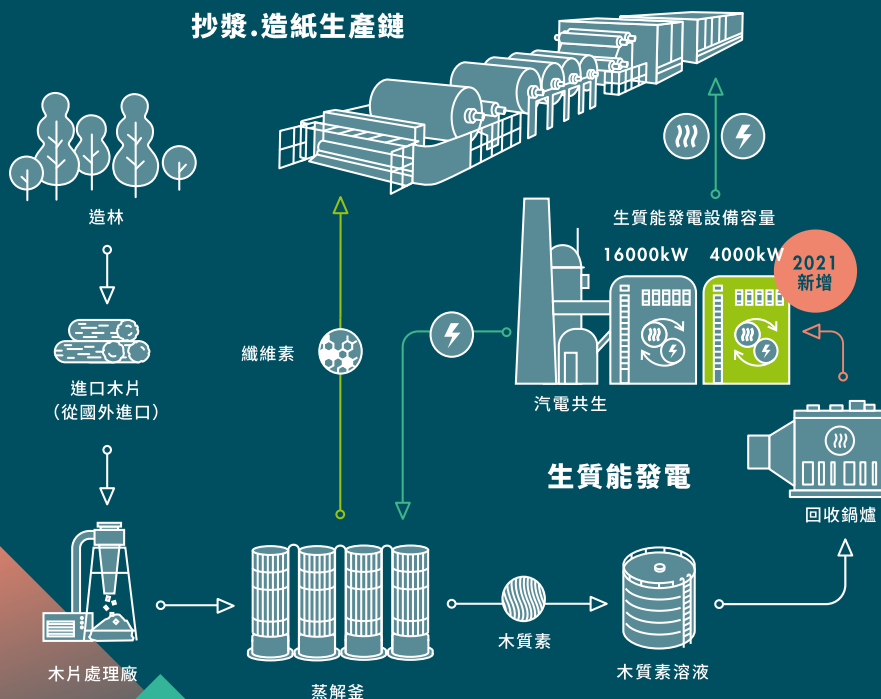 抄漿.造紙生產鏈
造林
生質能發電設備容量
16000kW
4000kW
2021
新增
纖維素
進口木片
(從國外進口)
汽電共生
生質能發電
回收鍋爐
木質素
木片處理廠
木質素溶液
蒸解釜